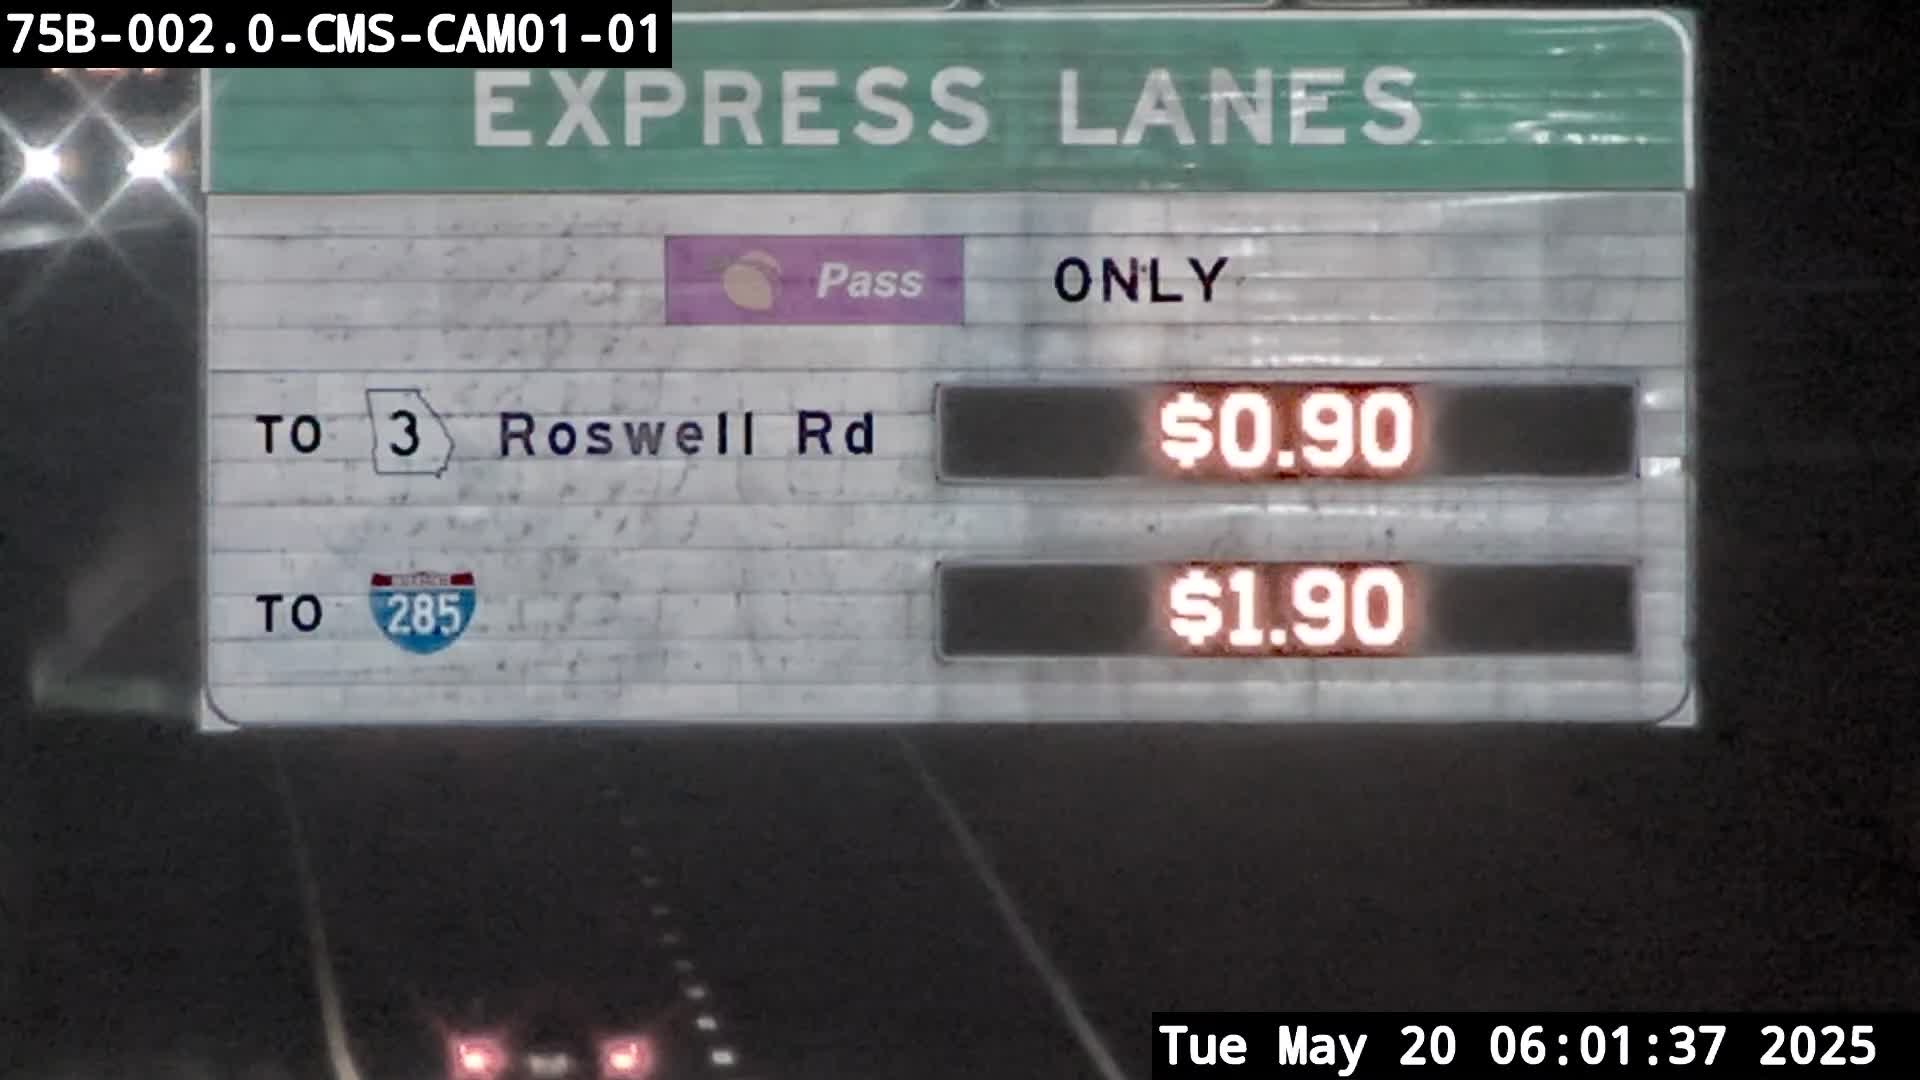 75B-002.0-CMS-CAM01-01
EXPRESS LANES
Pass ONLY
TO 3 Roswell Rd $0.90
TO 285 $1.90
Tue May 20 06:01:37 2025